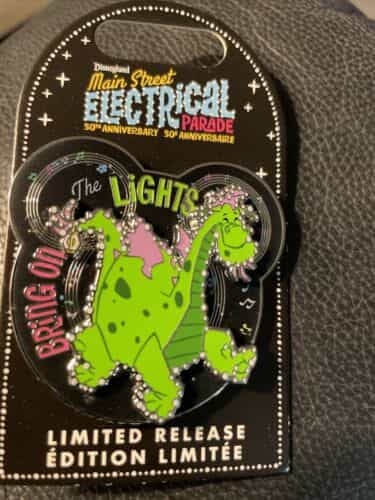 Disneyland
Main Street
ELECTRiCAL
PARADE
50TH ANNIVERSARY 50E ANNIVERSAIRE
BRiNG ON
The LiGHTS
LIMITED RELEASE
ÉDITION LIMITÉE